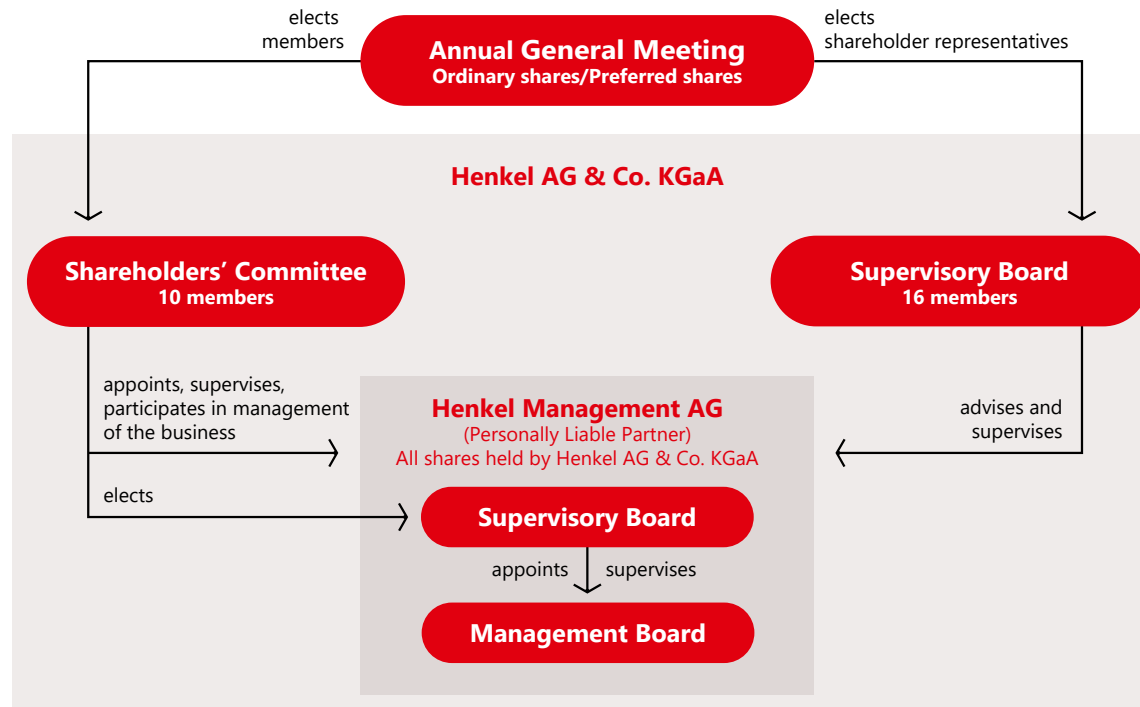 elects
members
Annual General Meeting
Ordinary shares/Preferred shares
elects
shareholder representatives
Henkel AG & Co. KGaA
Shareholders’ Committee
10 members
Supervisory Board
16 members
appoints, supervises,
participates in management
of the business
Henkel Management AG
(Personally Liable Partner)
All shares held by Henkel AG & Co. KGaA
advises and
supervises
elects
Supervisory Board
appoints
supervises
Management Board